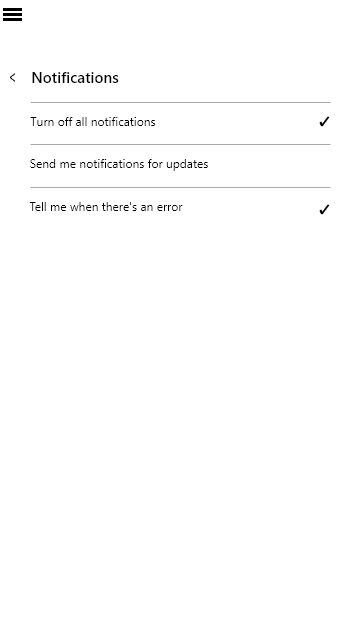 Notifications
Turn off all notifications
Send me notifications for updates
Tell me when there's an error